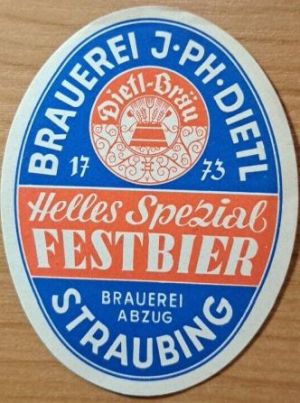 BRAUEREI J·PH·DIETL
Dietl-Bräu
17 73
Helles Spezial
FESTBIER
BRAUEREI
ABZUG
STRAUBING